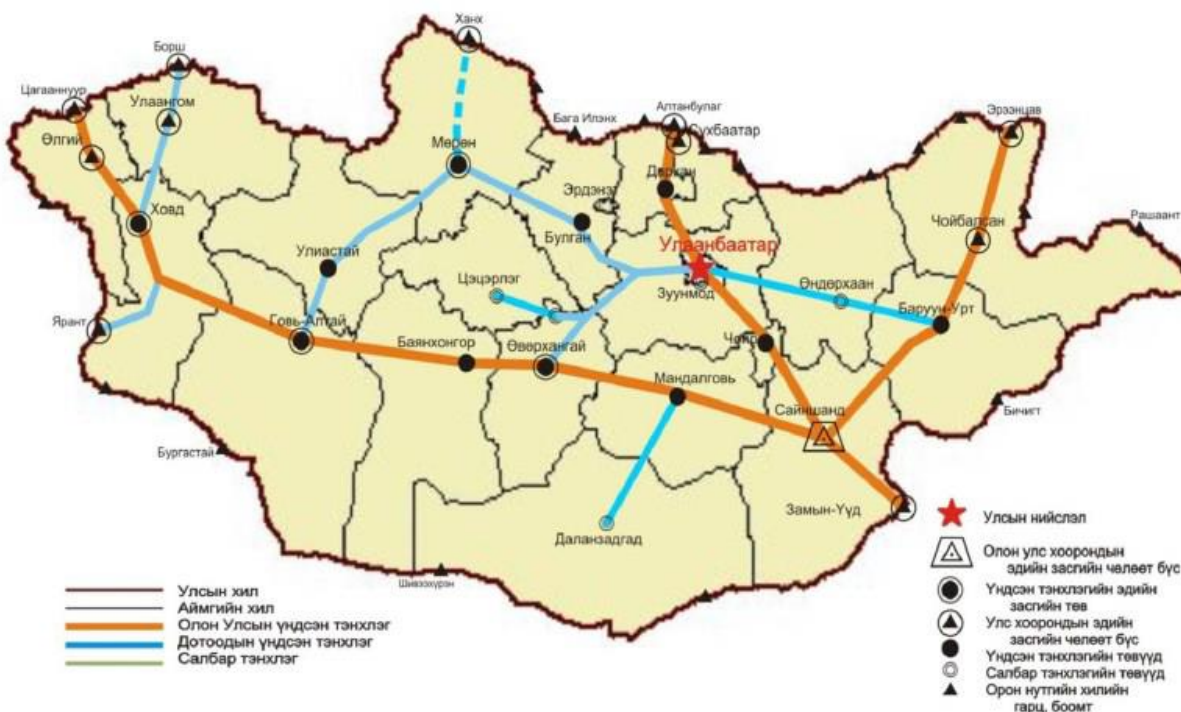 Ханх
Борш
Цагааннуур
Улаангом
Өлгий
Алтанбулаг
Сухбаатар
Бага Илэнх
Эрээнцав
Мөрөн
Дархан
Эрдэнэт
Ховд
Булган
Чойбалсан
Рашаант
Улаанбаатар
Улиастай
Цэцэрлэг
Зуунмод
Өндөрхаан
Баруун-Урт
Ярант
Говь-Алтай
Баянхонгор
Өвөрхангай
Чойр
Мандалговь
Сайншанд
Бичигт
Бургастай
Замын-Үүд
Даланзадгад
Шивээхүрэн
Улсын хил
Аймгийн хил
Олон Улсын үндсэн тэнхлэг
Дотоодын үндсэн тэнхлэг
Салбар тэнхлэг
Улсын нийслэл
Олон улс хоорондын
эдийн засгийн чөлөөт бүс
Үндсэн тэнхлэгийн эдийн
засгийн төв
Улс хоорондын эдийн
засгийн чөлөөт бүс
Үндсэн тэнхлэгийн төвүүд
Салбар тэнхлэгийн төвүүд
Орон нутгийн хилийн
гарц, боомт